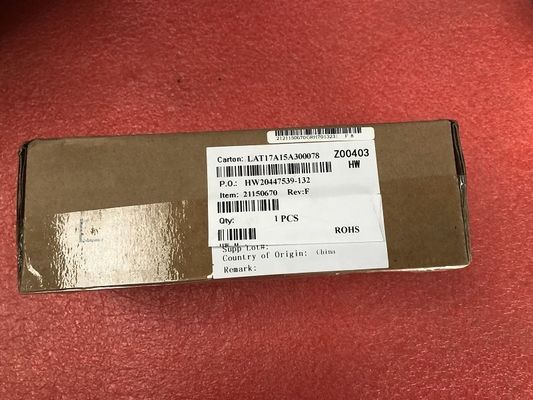 Carton: LAT17A15A300078 Z00403
HW
P.O.: HW20447539-132
Item: 21150670 Rev:F
Qty: 1 PCS
ROHS
Supp Lot#:
Country of Origin: China
Remark: